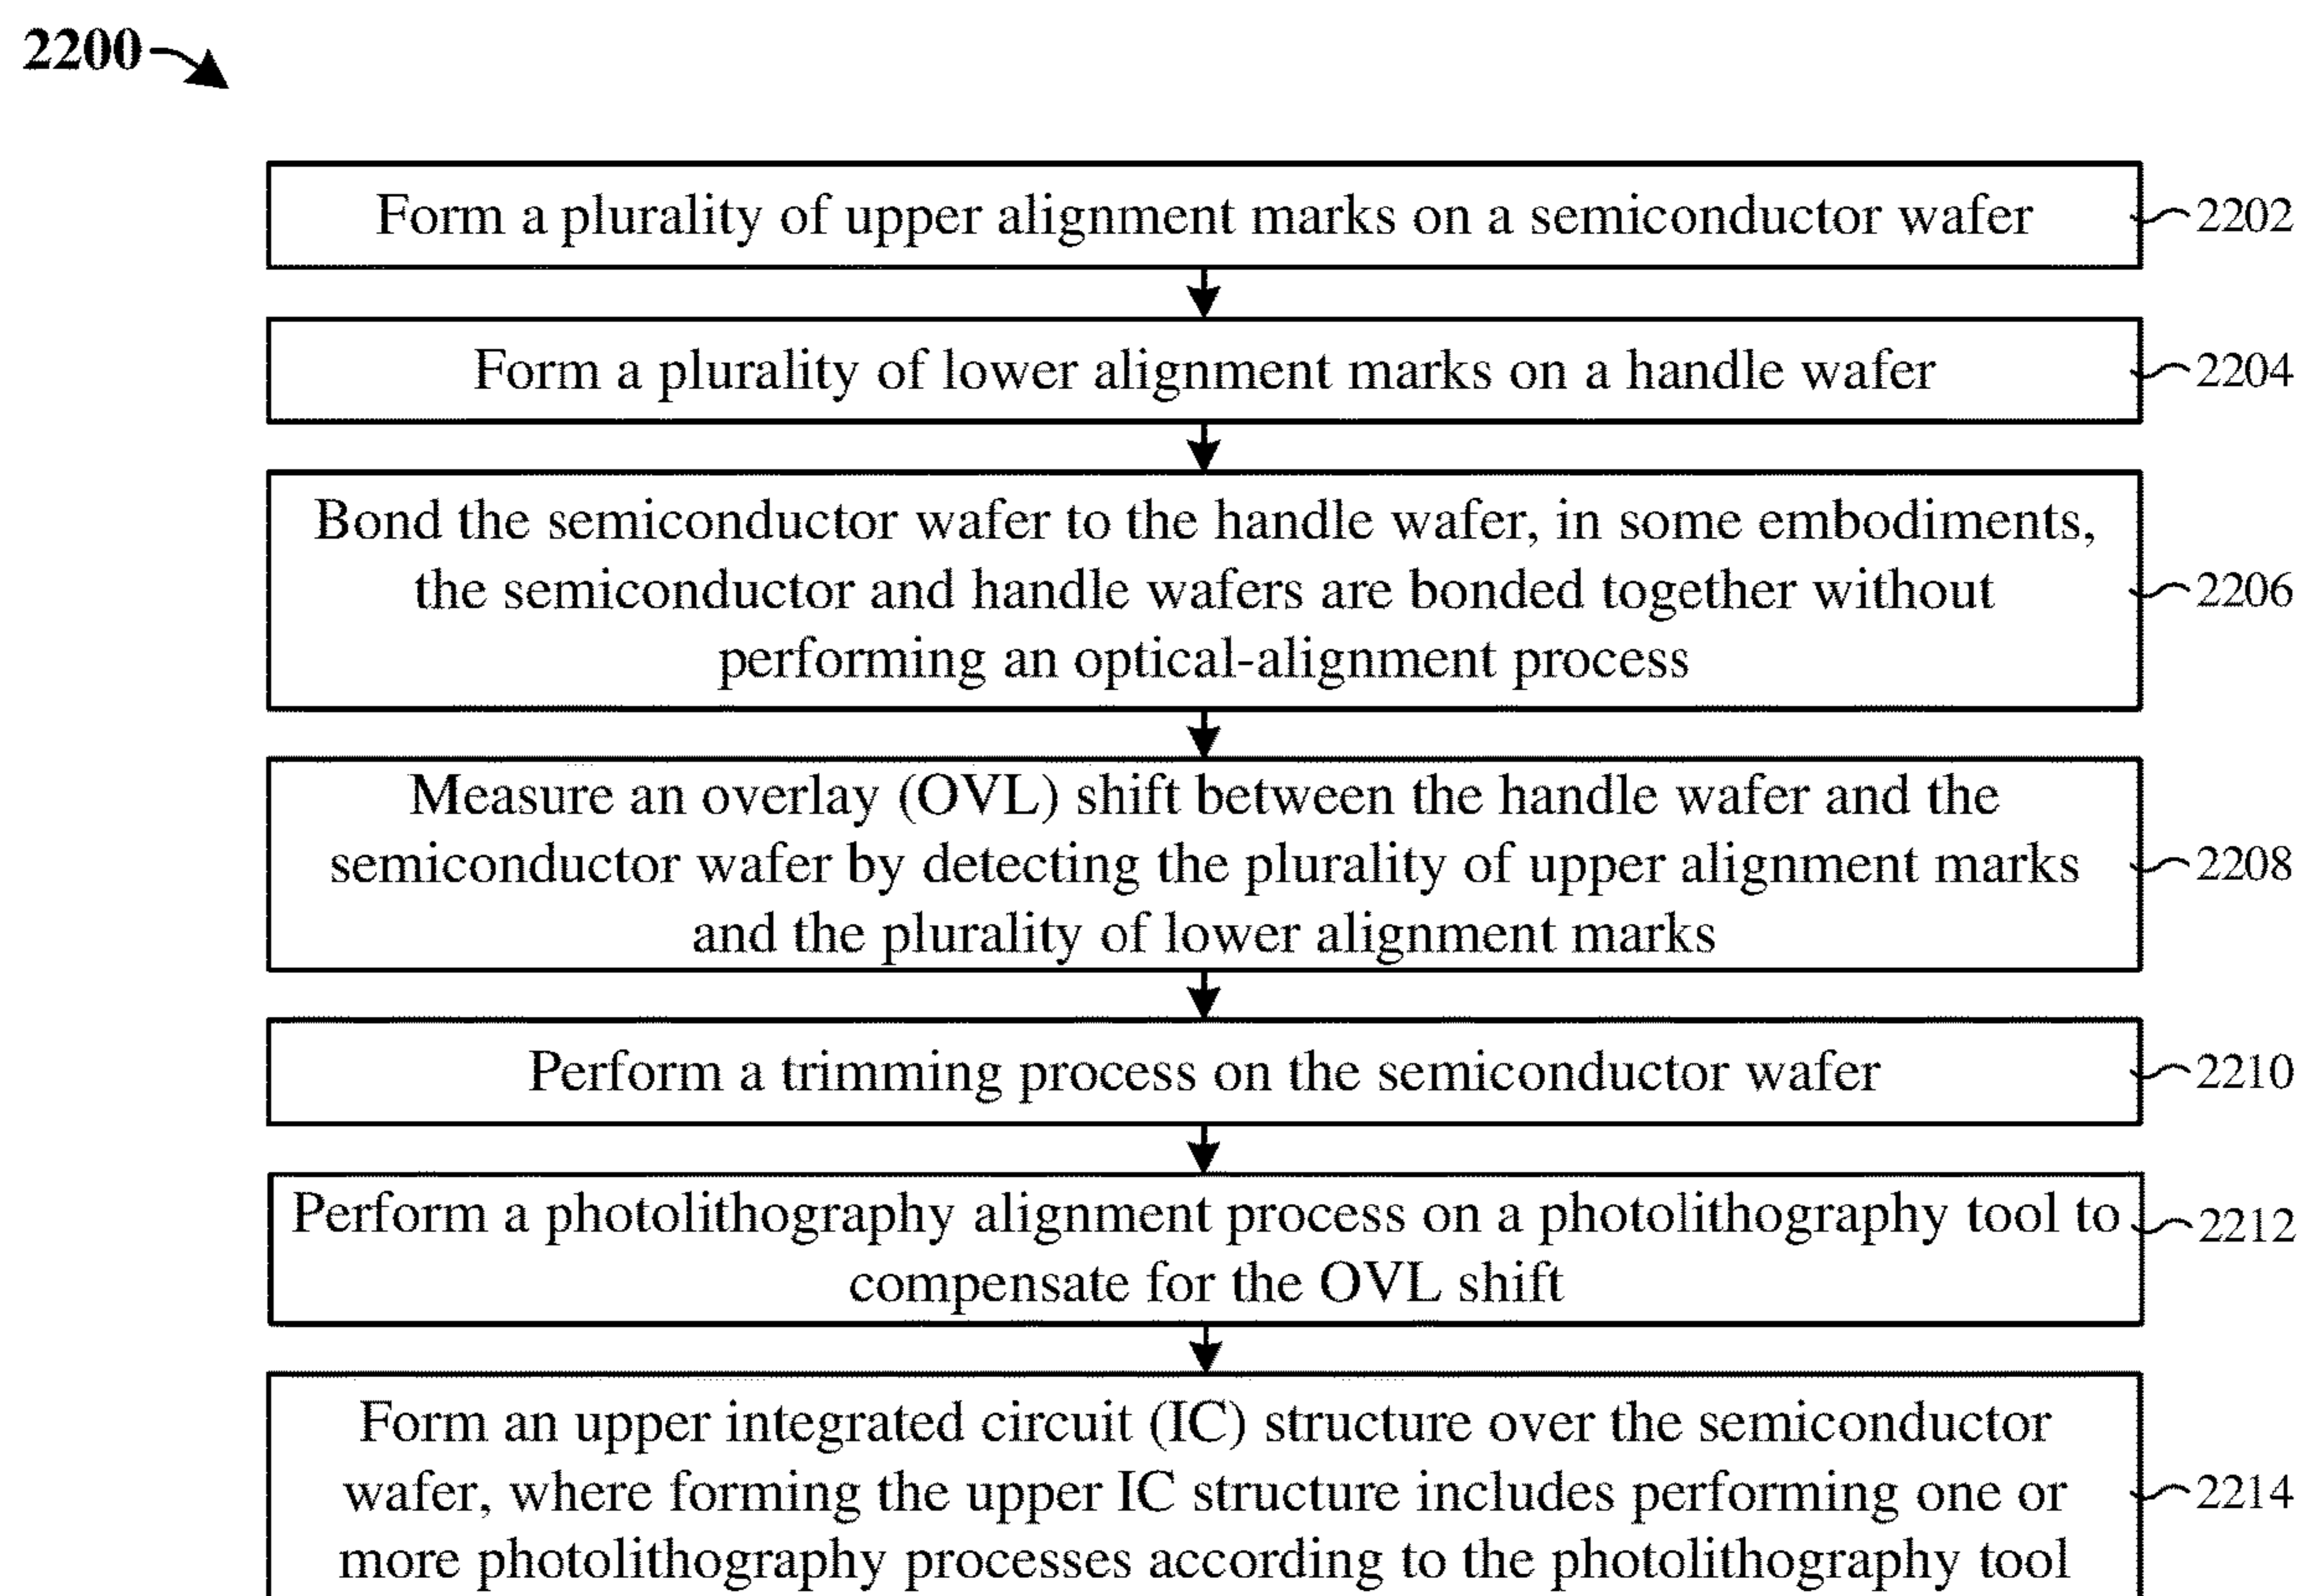 2200
Form a plurality of upper alignment marks on a semiconductor wafer
2202
Form a plurality of lower alignment marks on a handle wafer
2204
Bond the semiconductor wafer to the handle wafer, in some embodiments,
the semiconductor and handle wafers are bonded together without
performing an optical-alignment process
2206
Measure an overlay (OVL) shift between the handle wafer and the
semiconductor wafer by detecting the plurality of upper alignment marks
and the plurality of lower alignment marks
2208
Perform a trimming process on the semiconductor wafer
2210
Perform a photolithography alignment process on a photolithography tool to
compensate for the OVL shift
2212
Form an upper integrated circuit (IC) structure over the semiconductor
wafer, where forming the upper IC structure includes performing one or
more photolithography processes according to the photolithography tool
2214